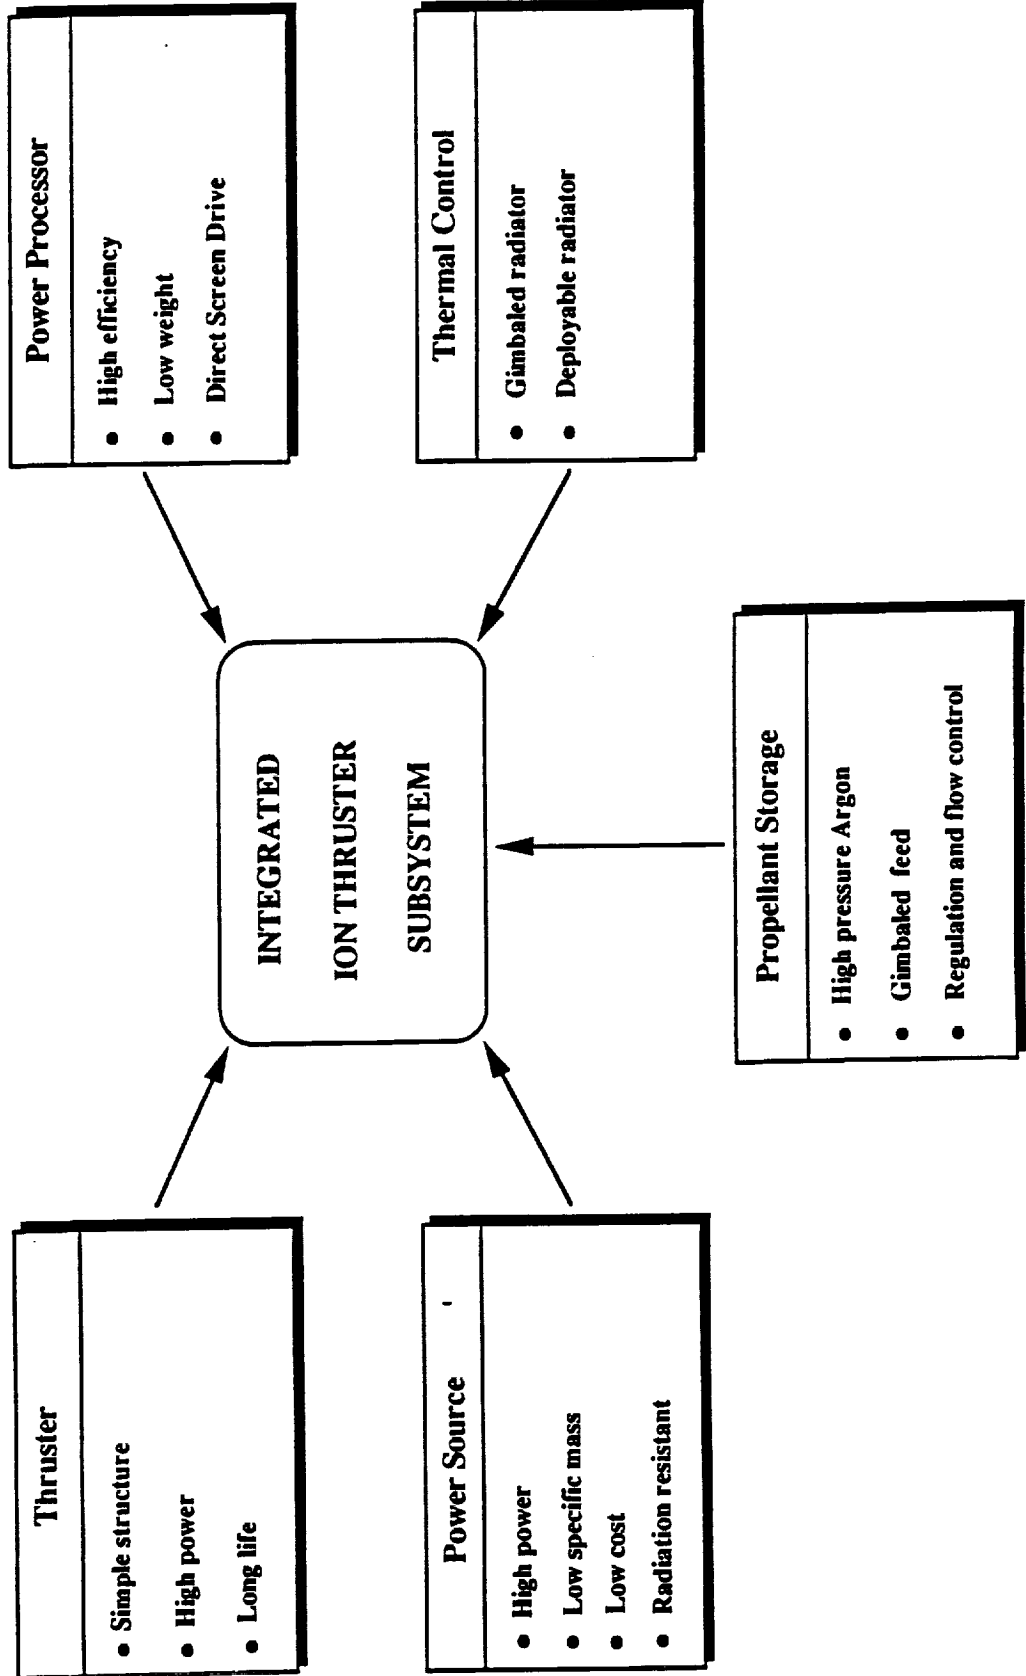 Thruster
• Simple structure
• High power
• Long life
Power Processor
• High efficiency
• Low weight
• Direct Screen Drive
INTEGRATED
ION THRUSTER
SUBSYSTEM
Power Source
• High power
• Low specific mass
• Low cost
• Radiation resistant
Thermal Control
• Gimbaled radiator
• Deployable radiator
Propellant Storage
• High pressure Argon
• Gimbaled feed
• Regulation and flow control